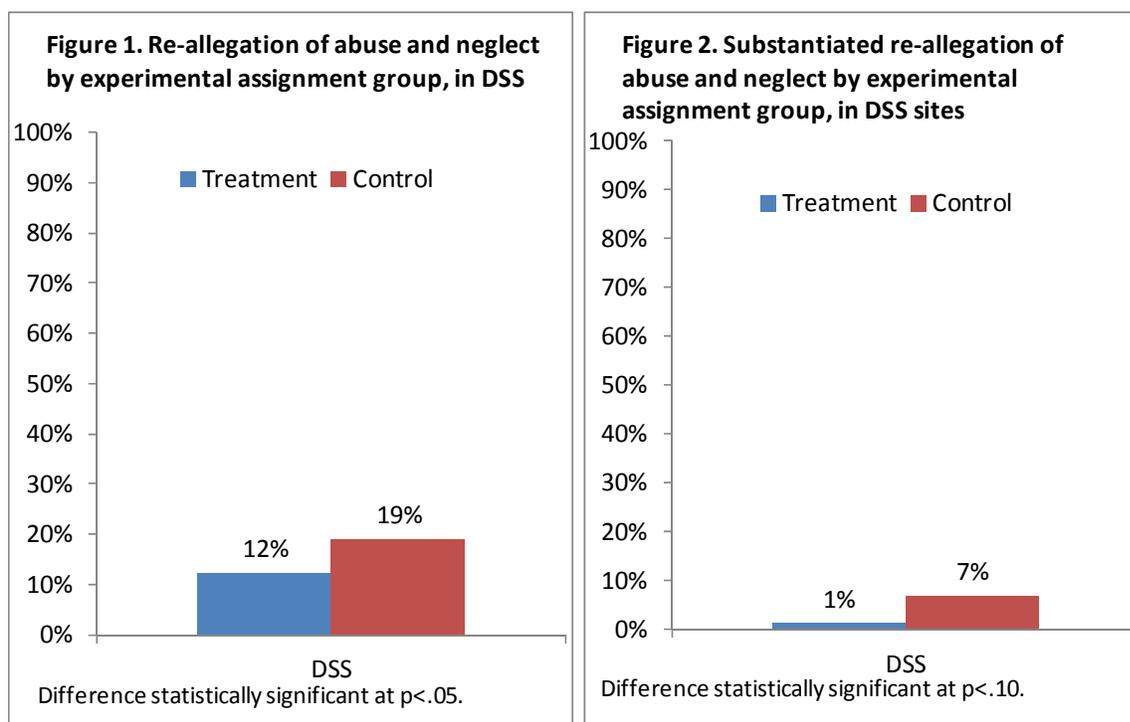 Figure 1. Re-allegation of abuse and neglect
by experimental assignment group, in DSS
100%
90%
80%
70%
60%
50%
40%
30%
20%
10%
0%
Treatment Control
12%
19%
DSS
Difference statistically significant at p<.05.
Figure 2. Substantiated re-allegation of
abuse and neglect by experimental
assignment group, in DSS sites
100%
90%
80%
70%
60%
50%
40%
30%
20%
10%
0%
Treatment Control
1%
7%
DSS
Difference statistically significant at p<.10.